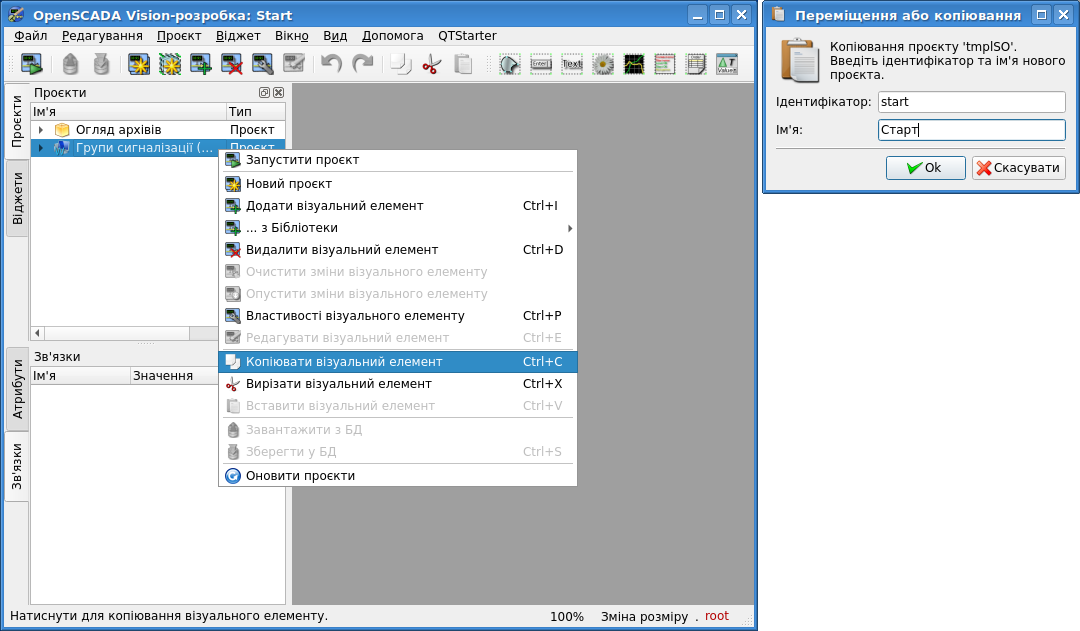 OpenSCADA Vision-розробка: Start
Файл Редагування Проєкт Віджет Вікно Вид Допомога QTStarter
Проєкти
Віджети
Атрибути
Зв'язки
Проєкти
Ім'я Тип
Огляд архівів Проєкт
Групи сигналізації (... Проєкт
Запустити проєкт
Новий проєкт
Додати візуальний елемент Ctrl+I
... з Бібліотеки
Видалити візуальний елемент Ctrl+D
Очистити зміни візуального елементу
Опустити зміни візуального елементу
Властивості візуального елементу Ctrl+P
Редагувати візуального елемента Ctrl+E
Копіювати візуальний елемент Ctrl+C
Вирізати візуальний елемент Ctrl+X
Вставити візуальний елемент Ctrl+V
Завантажити з БД
Зберегти у БД Ctrl+S
Оновити проєкти
Зв'язки
Ім'я Значення
Натиснути для копіювання візуального елементу. 100% Зміна розміру . root
Переміщення або копіювання
Копіювання проєкту 'tmplSO'.
Введіть ідентифікатор та ім'я нового
проєкта.
Ідентифікатор: start
Ім'я: Старт
Ok Скасувати